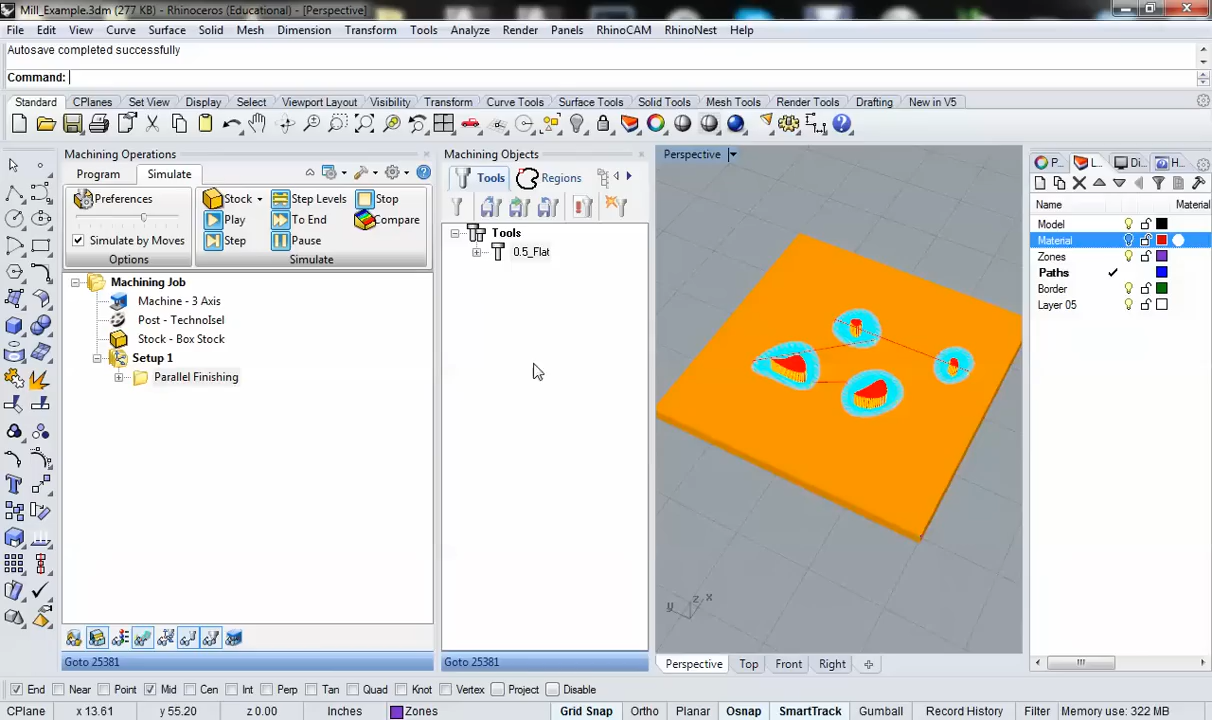 Mill_Example.3dm (277 KB) - Rhinoceros (Educational) - [Perspective]
File Edit View Curve Surface Solid Mesh Dimension Transform Tools Analyze Render Panels RhinoCAM RhinoNest Help
Autosave completed successfully
Command:
Standard CPlanes Set View Display Select Viewport Layout Visibility Transform Curve Tools Surface Tools Solid Tools Mesh Tools Render Tools Drafting New in V5
Machining Operations
Program Simulate
Preferences
Simulate by Moves
Options
Stock Step Levels Stop
Play To End Compare
Step Pause
Simulate
Machining Job
Machine - 3 Axis
Post - TechnoIsel
Stock - Box Stock
Setup 1
Parallel Finishing
Goto 25381
Machining Objects
Tools Regions
Tools
0.5_Flat
Goto 25381
Perspective
z x
y
Perspective Top Front Right
P... L... Di... H...
Name Material
Model
Material
Zones
Paths
Border
Layer 05
End Near Point Mid Cen Int Perp Tan Quad Knot Vertex Project Disable
CPlane x 13.61 y 55.20 z 0.00 Inches Zones Grid Snap Ortho Planar Osnap SmartTrack Gumball Record History Filter Memory use: 322 MB